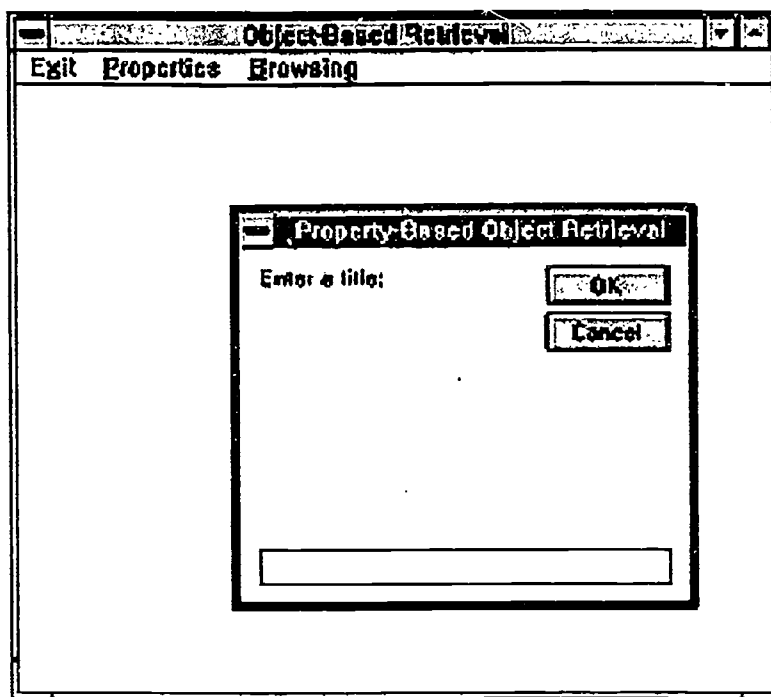 Object-Based Retrieval
Exit Properties Browsing
Property-Based Object Retrieval
Enter a title:
OK
Cancel